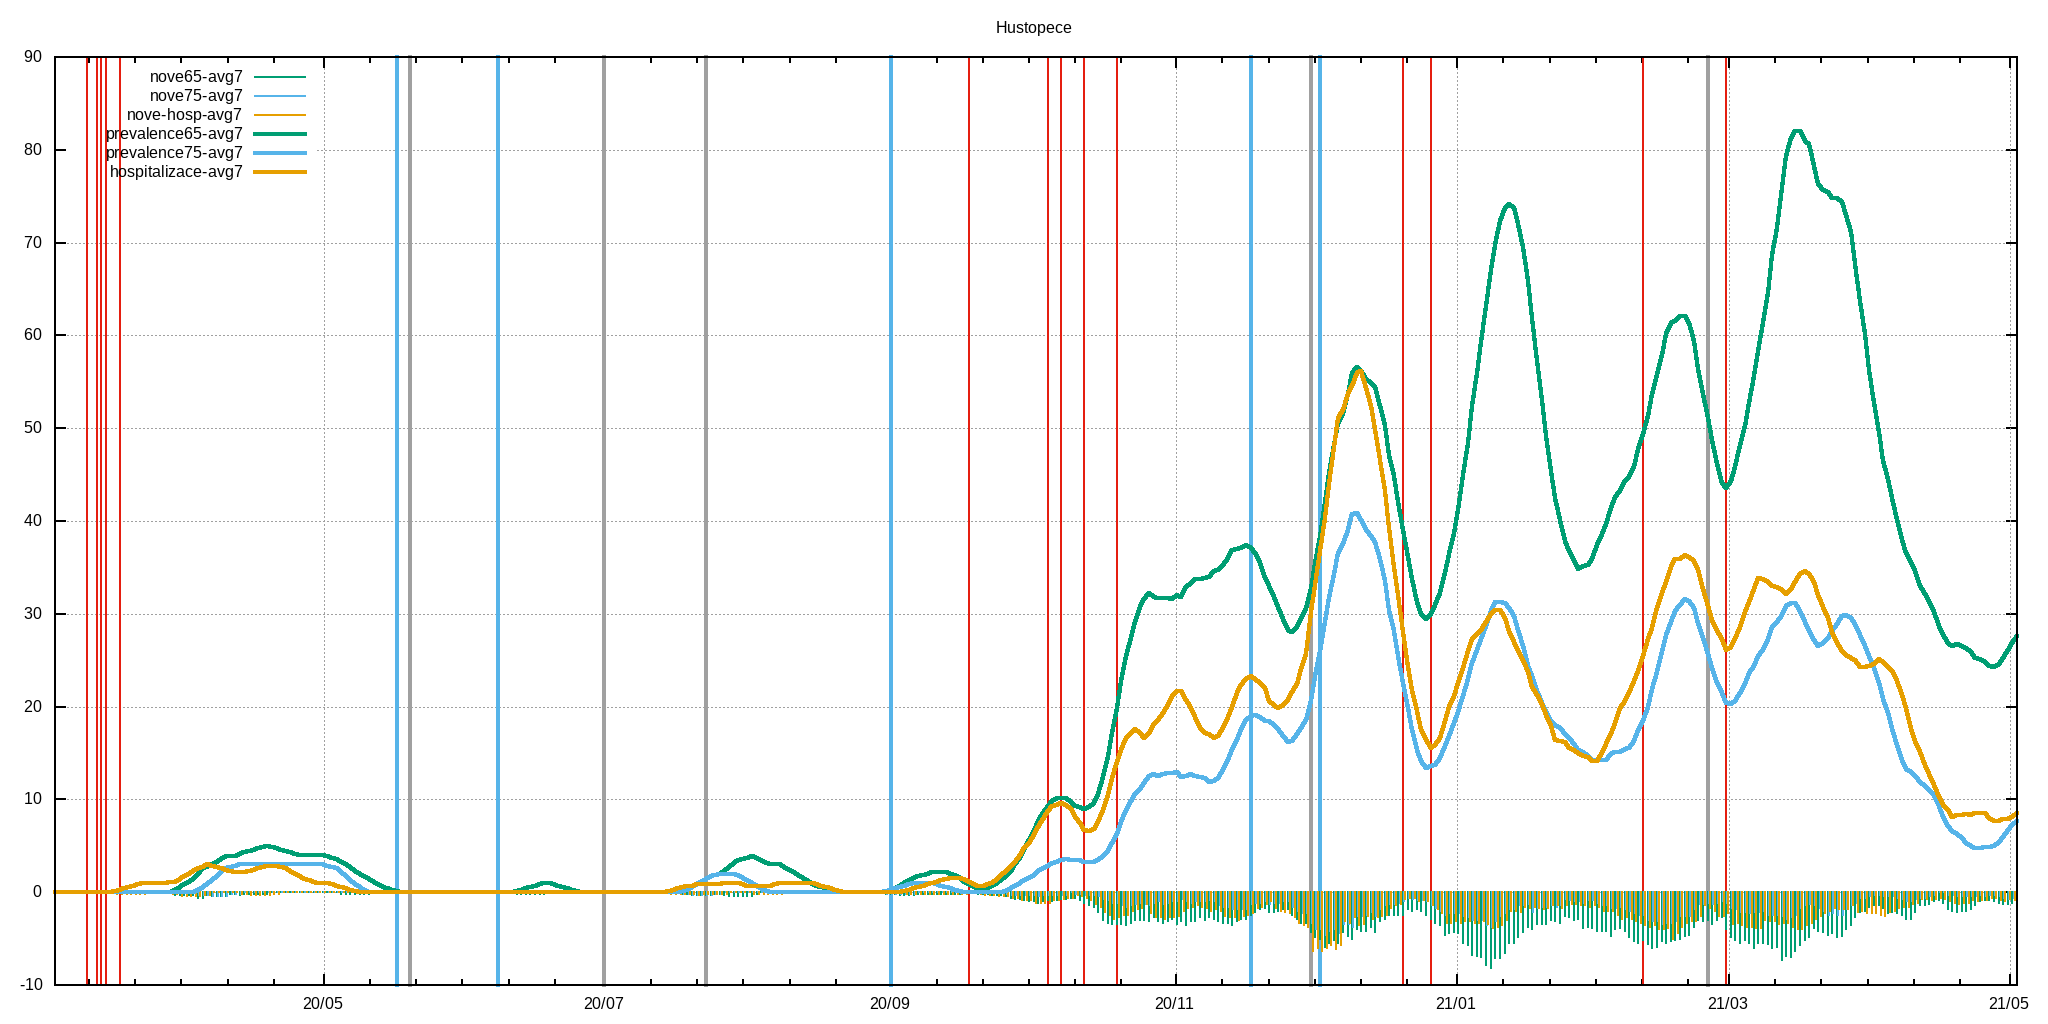 Hustopece
90
80
70
60
50
40
30
20
10
0
-10
nove65-avg7
nove75-avg7
nove-hosp-avg7
prevalence65-avg7
prevalence75-avg7
hospitalizace-avg7
20/05 20/07 20/09 20/11 21/01 21/03 21/05